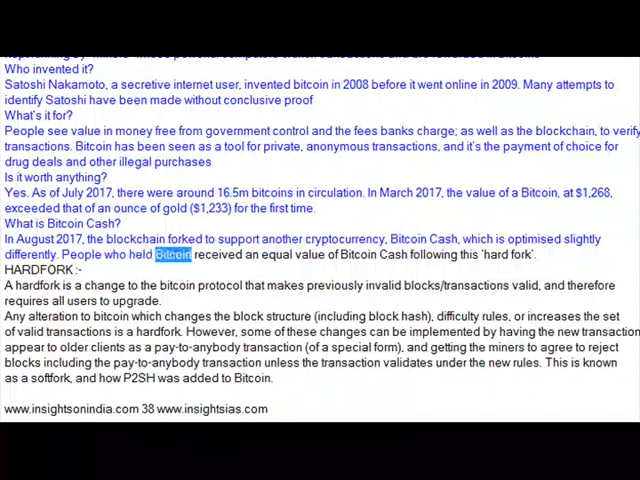 Who invented it?
Satoshi Nakamoto, a secretive internet user, invented bitcoin in 2008 before it went online in 2009. Many attempts to
identify Satoshi have been made without conclusive proof
What's it for?
People see value in money free from government control and the fees banks charge; as well as the blockchain, to verify
transactions. Bitcoin has been seen as a tool for private, anonymous transactions, and it's the payment of choice for
drug deals and other illegal purchases
Is it worth anything?
Yes. As of July 2017, there were around 16.5m bitcoins in circulation. In March 2017, the value of a Bitcoin, at $1,268,
exceeded that of an ounce of gold ($1,233) for the first time.
What is Bitcoin Cash?
In August 2017, the blockchain forked to support another cryptocurrency, Bitcoin Cash, which is optimised slightly
differently. People who held Bitcoin received an equal value of Bitcoin Cash following this 'hard fork'.
HARDFORK :-
A hardfork is a change to the bitcoin protocol that makes previously invalid blocks/transactions valid, and therefore
requires all users to upgrade.
Any alteration to bitcoin which changes the block structure (including block hash), difficulty rules, or increases the set
of valid transactions is a hardfork. However, some of these changes can be implemented by having the new transaction
appear to older clients as a pay-to-anybody transaction (of a special form), and getting the miners to agree to reject
blocks including the pay-to-anybody transaction unless the transaction validates under the new rules. This is known
as a softfork, and how P2SH was added to Bitcoin.
www.insightsonindia.com 38 www.insightsias.com